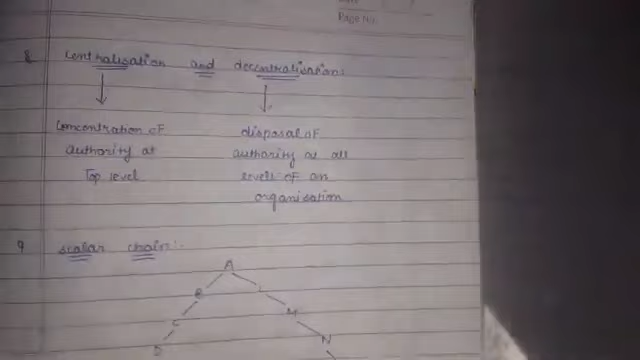 Page No.
8 Centralisation and decentralisation:
Concentration of
authority at
Top level
disposal of
authority at all
levels of an
organisation
9 scalar chain:-
A
B L
C M
D N